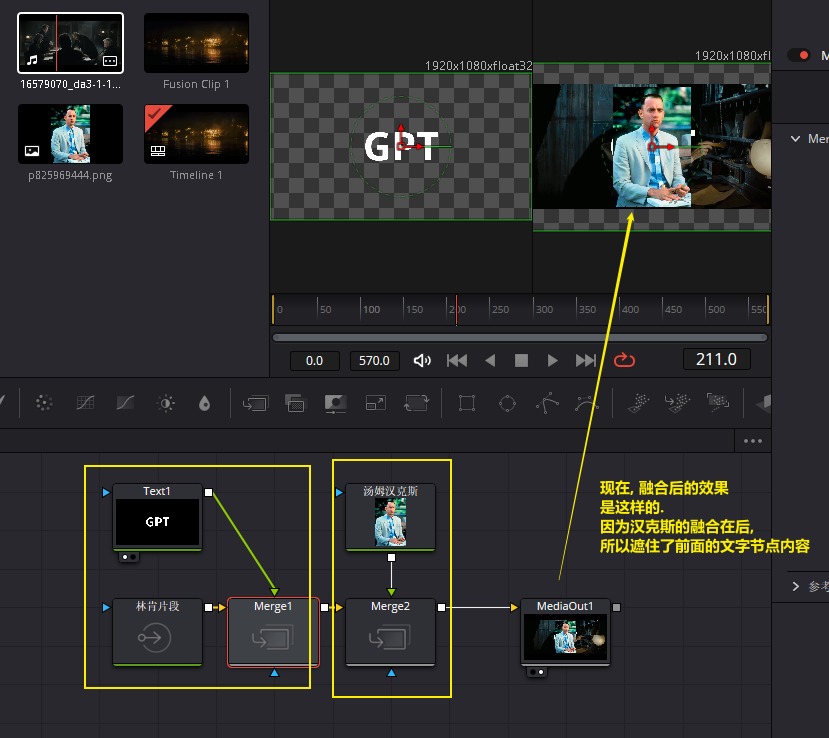 16579070_da3-1-1...
Fusion Clip 1
p825969444.png
Timeline 1
1920x1080xfloat32
1920x1080xfl
GPT
M
Mer
0
50
100
150
200
250
300
350
400
450
500
550
0.0
570.0
211.0
Text1
GPT
汤姆汉克斯
现在, 融合后的效果
是这样的.
因为汉克斯的融合在后,
所以遮住了前面的文字节点内容
参考
林肯片段
Merge1
Merge2
MediaOut1